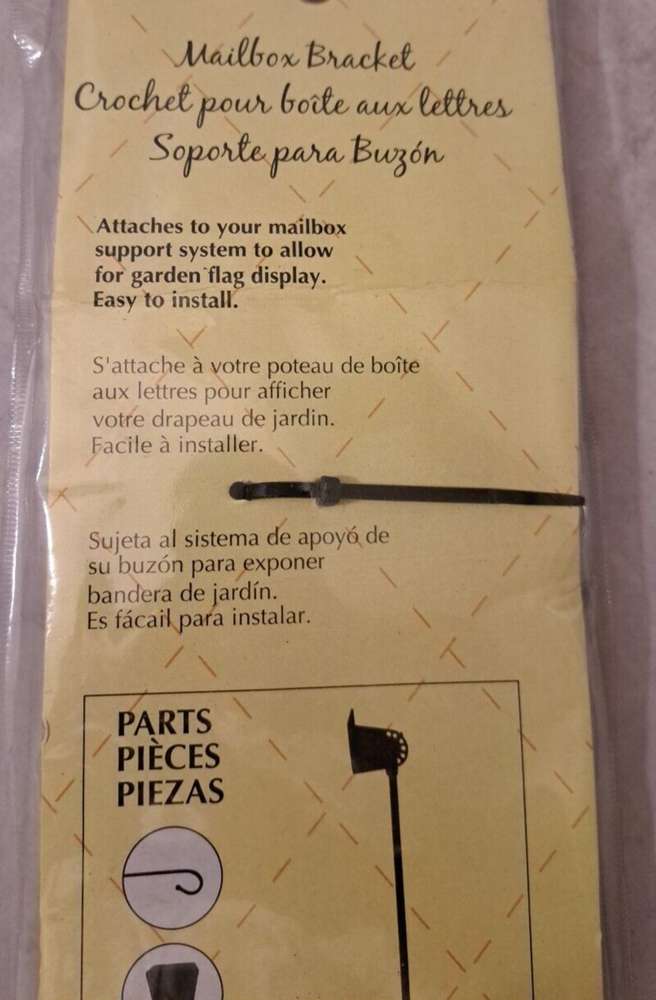 Mailbox Bracket
Crochet pour boîte aux lettres
Soporte para Buzón
Attaches to your mailbox
support system to allow
for garden flag display.
Easy to install.
S'attache à votre poteau de boîte
aux lettres pour afficher
votre drapeau de jardin.
Facile à installer.
Sujeta al sistema de apoyó de
su buzón para exponer
bandera de jardín.
Es fácail para instalar.
PARTS
PIÈCES
PIEZAS